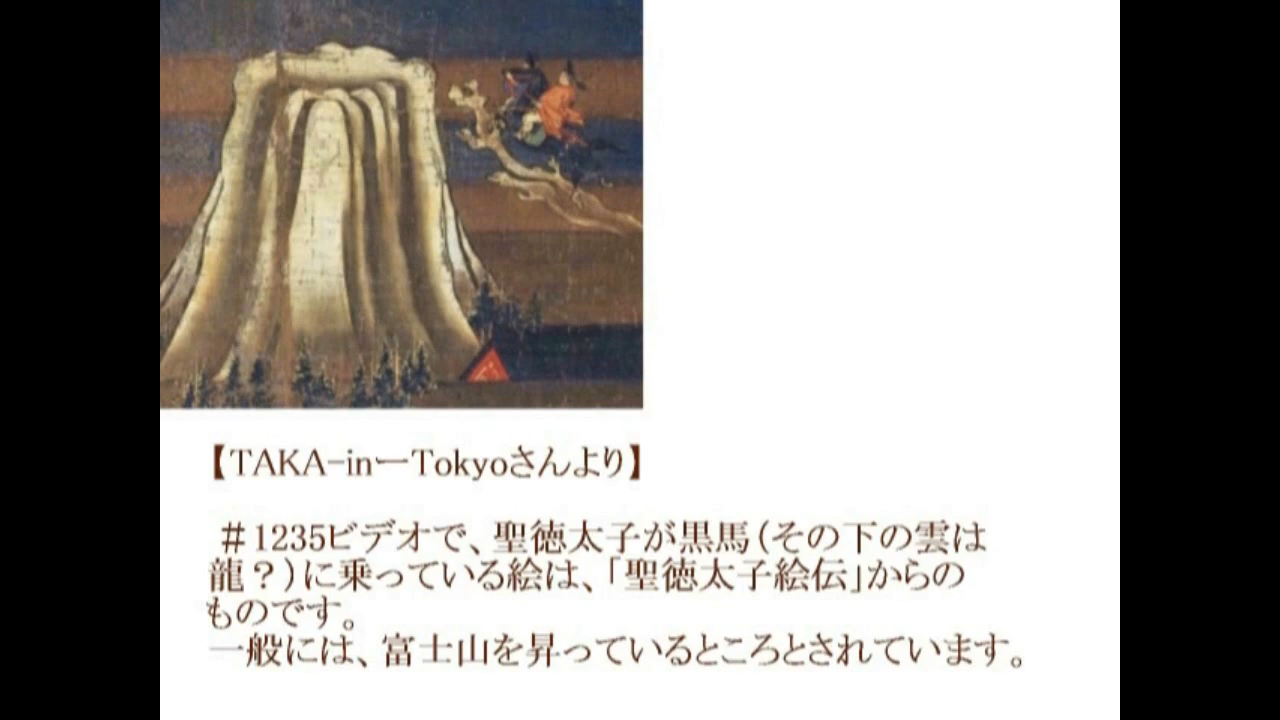 【TAKA-inーTokyoさんより】
＃1235ビデオで、聖徳太子が黒馬（その下の雲は
龍？）に乗っている絵は、「聖徳太子絵伝」からの
ものです。
一般には、富士山を昇っているところとされています。